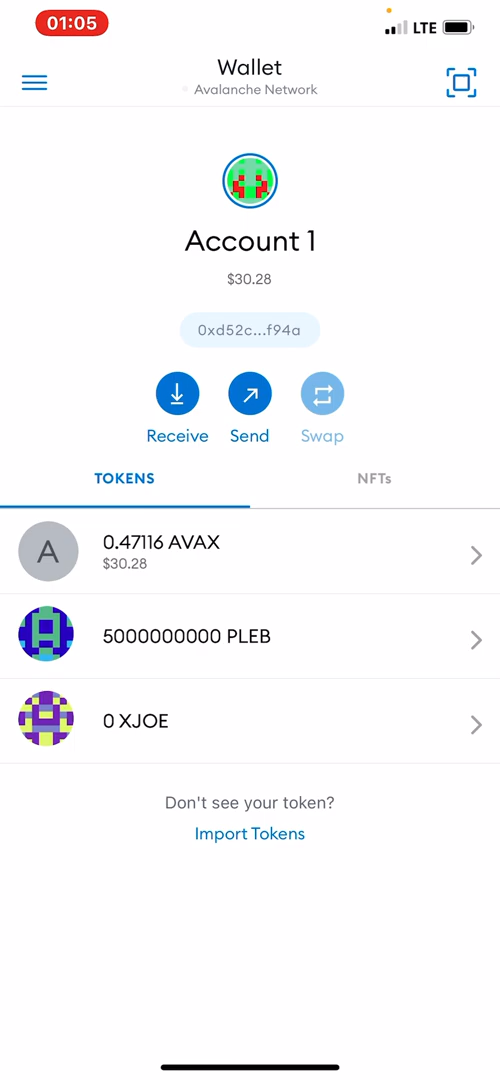 01:05
LTE
Wallet
Avalanche Network
Account 1
$30.28
0xd52c...f94a
Receive Send Swap
TOKENS NFTs
A
0.47116 AVAX
$30.28
5000000000 PLEB
0 XJOE
Don't see your token?
Import Tokens